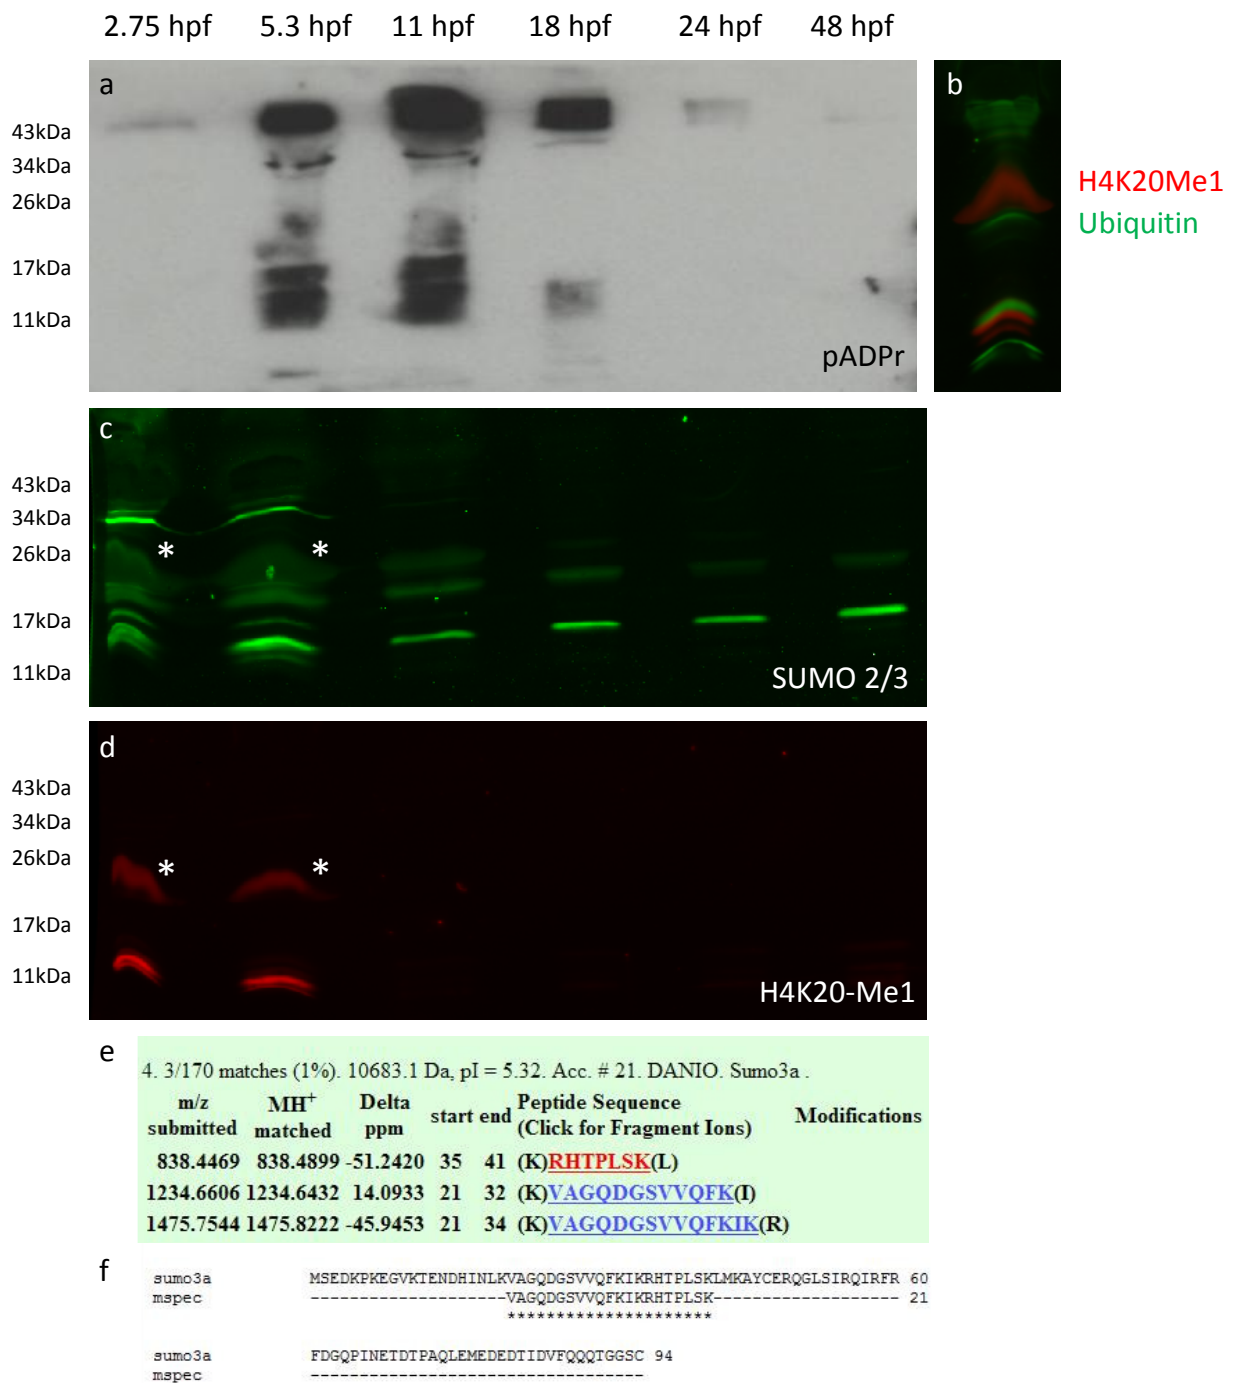 2.75 hpf 5.3 hpf 11 hpf 18 hpf 24 hpf 48 hpf
a
43kDa
34kDa
26kDa
17kDa
11kDa
pADPr
b
H4K20Me1
Ubiquitin
c
43kDa
34kDa
26kDa
17kDa
11kDa
* *
SUMO 2/3
d
43kDa
34kDa
26kDa
17kDa
11kDa
* *
H4K20-Me1
e
4. 3/170 matches (1%). 10683.1 Da, pI = 5.32. Acc. # 21. DANIO. Sumo3a .
m/z MH+ Delta start end Peptide Sequence Modifications
submitted matched ppm (Click for Fragment Ions)
838.4469 838.4899 -51.2420 35 41 (K)RHTPLSK(L)
1234.6606 1234.6432 14.0933 21 32 (K)VAGQDGSVVQFK(I)
1475.7544 1475.8222 -45.9453 21 34 (K)VAGQDGSVVQFKIK(R)
f
sumo3a MSEDKPKEGVKTENDHINLKVAGQDGSVVQFKIKRHTPLSKLMKAYCERQGLSIRQIRFR 60
mspec --------------------VAGQDGSVVQFKIKRHTPLSK------------------- 21
*********************
sumo3a FDGQPINETDTPAQLEMEDEDTIDVFQQQTGGSC 94
mspec ----------------------------------